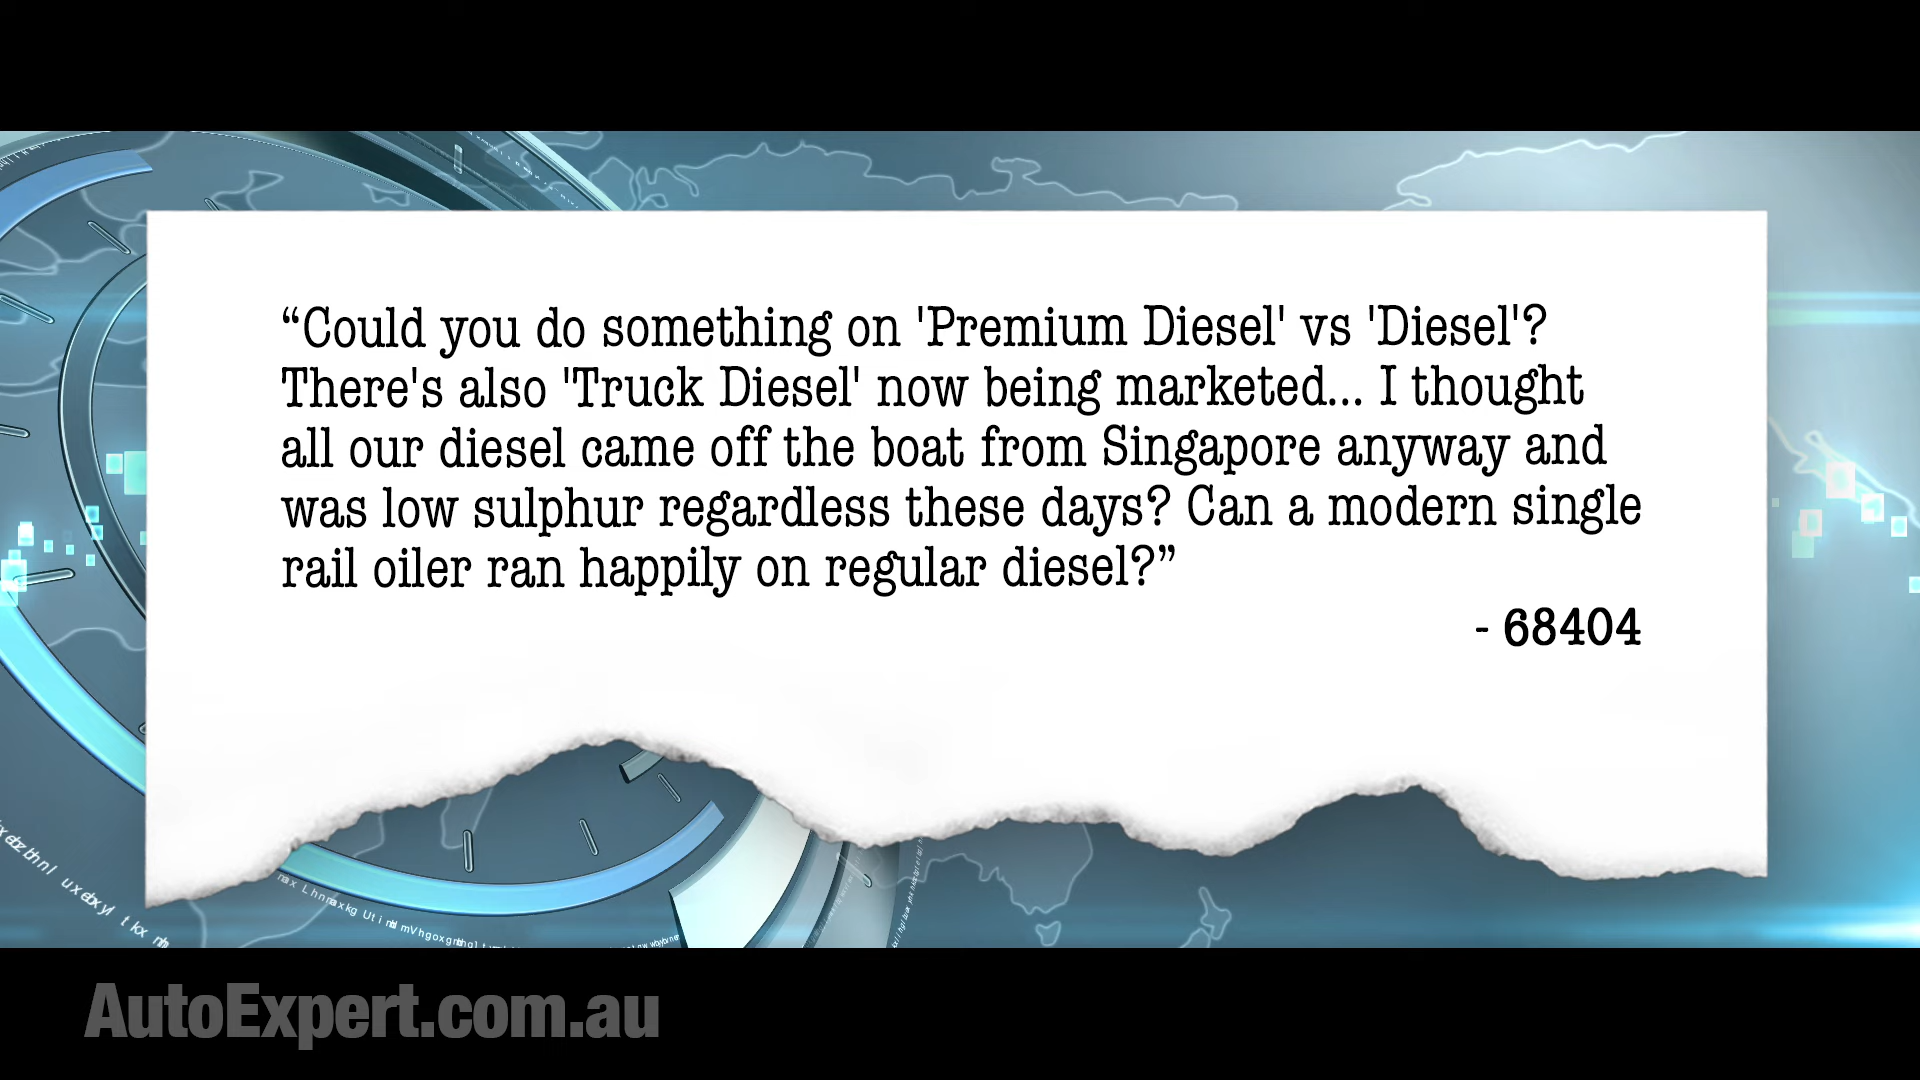 “Could you do something on 'Premium Diesel' vs 'Diesel'?
There's also 'Truck Diesel' now being marketed... I thought
all our diesel came off the boat from Singapore anyway and
was low sulphur regardless these days? Can a modern single
rail oiler ran happily on regular diesel?”
- 68404
AutoExpert.com.au